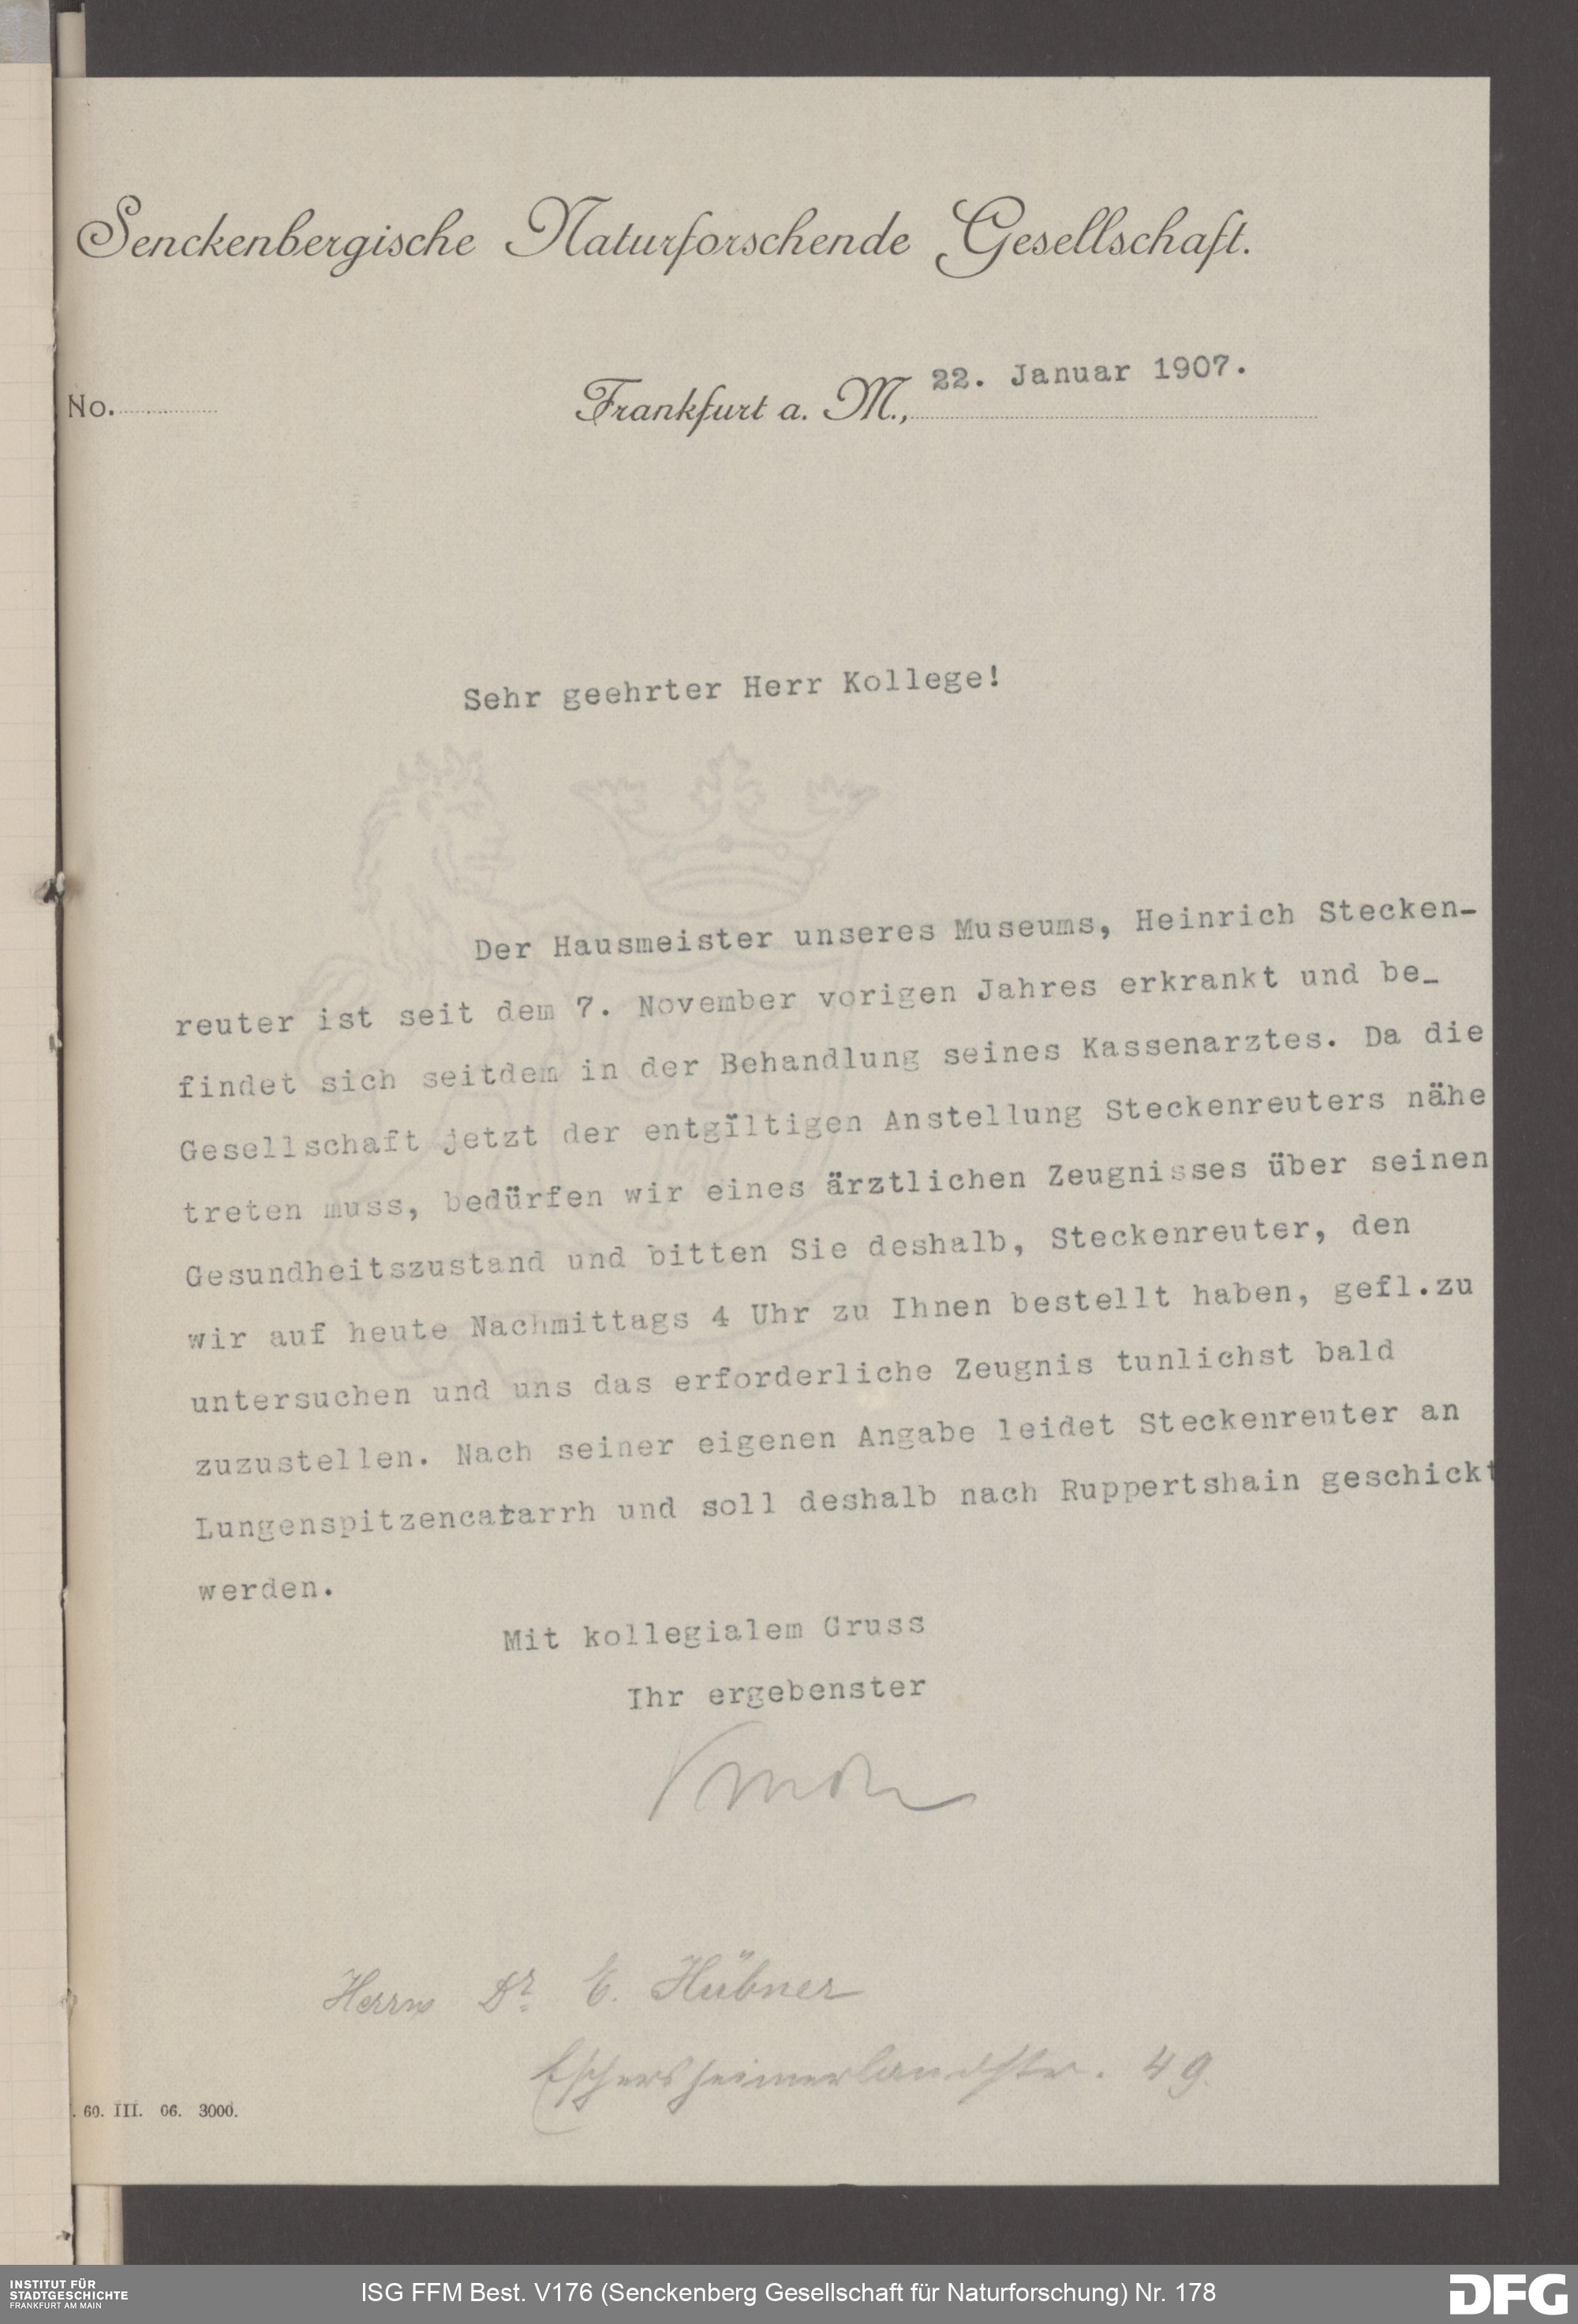 Senckenbergische Naturforschende Gesellschaft.
No.
Frankfurt a. M., 22. Januar 1907.
Sehr geehrter Herr Kollege!
Der Hausmeister unseres Museums, Heinrich Stecken-
reuter ist seit dem 7. November vorigen Jahres erkrankt und be_
findet sich seitdem in der Behandlung seines Kassenarztes. Da die
Gesellschaft jetzt der entgiltigen Anstellung Steckenreuters nähe
treten muss, bedürfen wir eines ärztlichen Zeugnisses über seinen
Gesundheitszustand und bitten Sie deshalb, Steckenreuter, den
wir auf heute Nachmittags 4 Uhr zu Ihnen bestellt haben, gefl.zu
untersuchen und uns das erforderliche Zeugnis tunlichst bald
zuzustellen. Nach seiner eigenen Angabe leidet Steckenreuter an
Lungenspitzencatarrh und soll deshalb nach Ruppertshain geschickt
werden.
Mit kollegialem Gruss
Ihr ergebenster
Herrn Dr. E. Hübner
Eschersheimerlandstr. 49.
. 60. III. 06. 3000.
INSTITUT FÜR
STADTGESCHICHTE
FRANKFURT AM MAIN
ISG FFM Best. V176 (Senckenberg Gesellschaft für Naturforschung) Nr. 178
DFG